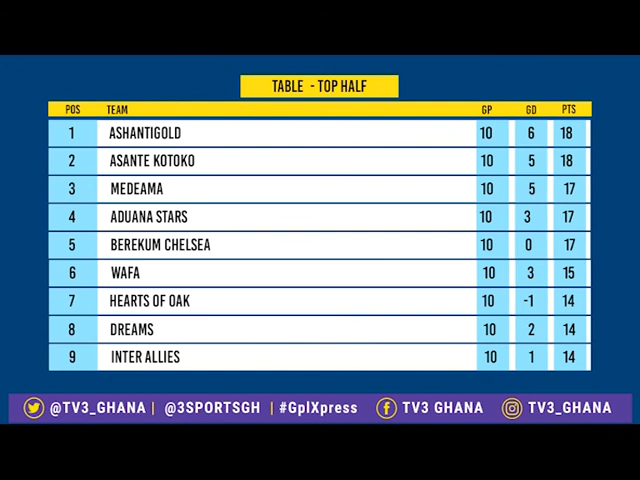 TABLE - TOP HALF
POS TEAM GP GD PTS
1 ASHANTIGOLD 10 6 18
2 ASANTE KOTOKO 10 5 18
3 MEDEAMA 10 5 17
4 ADUANA STARS 10 3 17
5 BEREKUM CHELSEA 10 0 17
6 WAFA 10 3 15
7 HEARTS OF OAK 10 -1 14
8 DREAMS 10 2 14
9 INTER ALLIES 10 1 14
@TV3_GHANA | @3SPORTSGH | #GplXpress TV3 GHANA TV3_GHANA